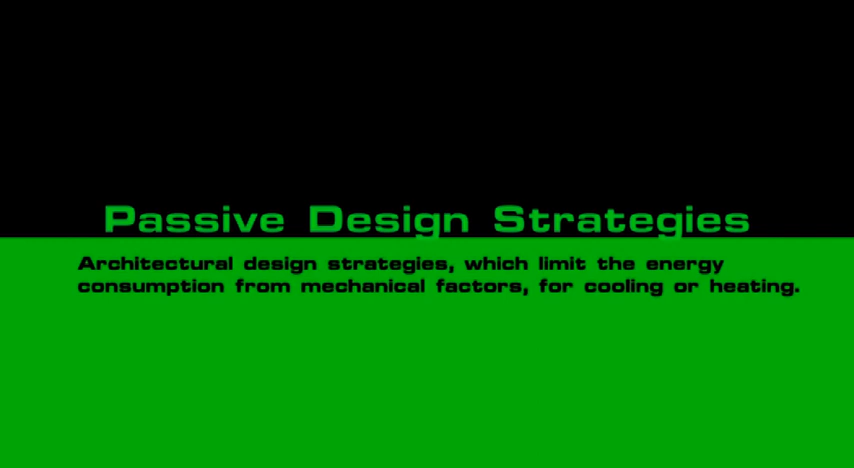 Passive Design Strategies
Architectural design strategies, which limit the energy
consumption from mechanical factors, for cooling or heating.